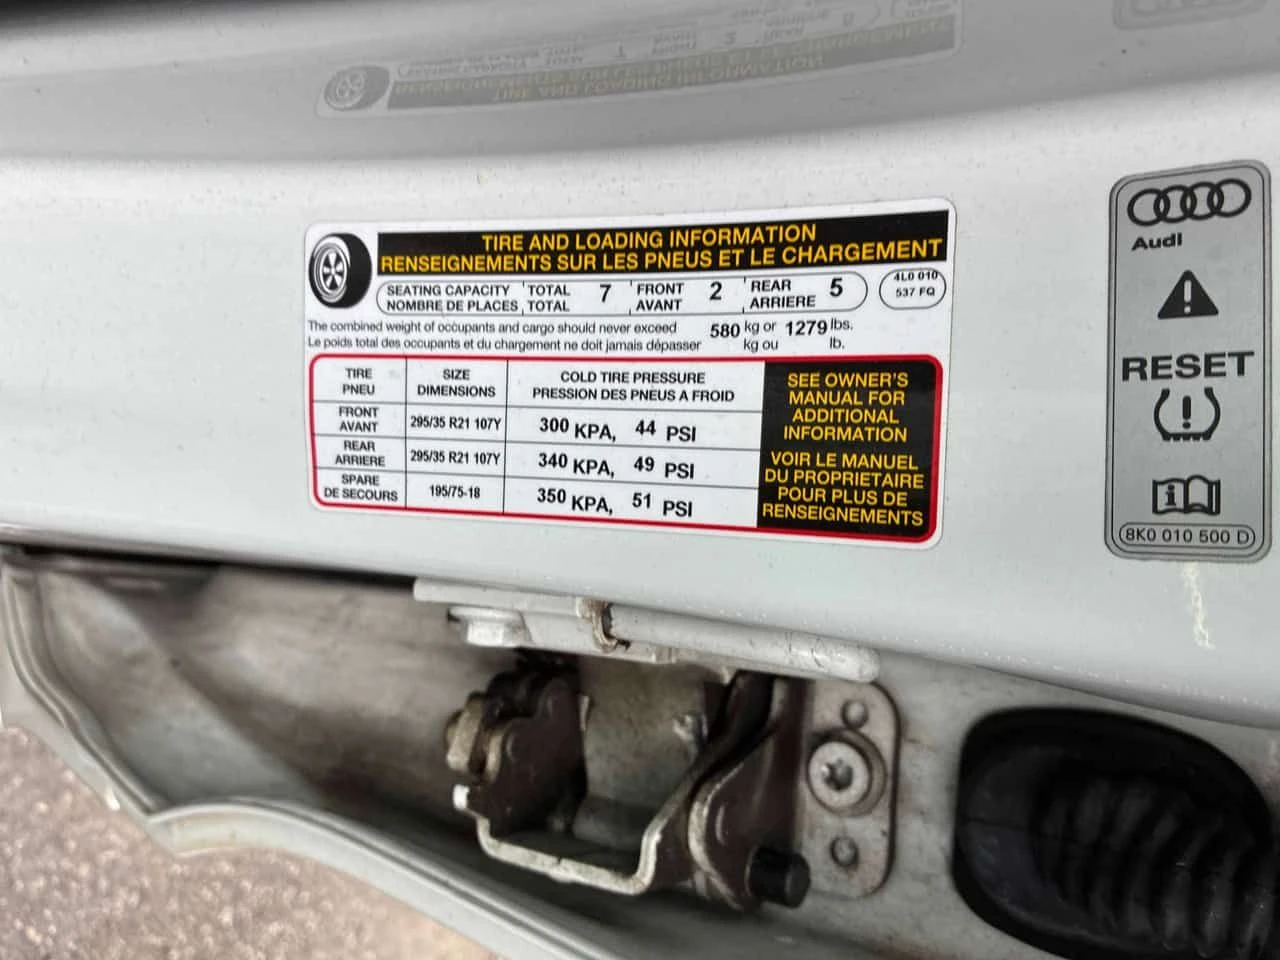 TIRE AND LOADING INFORMATION
RENSEIGNEMENTS SUR LES PNEUS ET LE CHARGEMENT
SEATING CAPACITY TOTAL 7 FRONT 2 REAR 5
NOMBRE DE PLACES TOTAL AVANT ARRIERE
4L0 010
537 FQ
The combined weight of occupants and cargo should never exceed 580 kg or 1279 lbs.
Le poids total des occupants et du chargement ne doit jamais dépasser kg ou lb.
TIRE SIZE COLD TIRE PRESSURE
PNEU DIMENSIONS PRESSION DES PNEUS A FROID
FRONT
AVANT 295/35 R21 107Y 300 KPA, 44 PSI
REAR
ARRIERE 295/35 R21 107Y 340 KPA, 49 PSI
SPARE
DE SECOURS 195/75-18 350 KPA, 51 PSI
SEE OWNER'S
MANUAL FOR
ADDITIONAL
INFORMATION
VOIR LE MANUEL
DU PROPRIETAIRE
POUR PLUS DE
RENSEIGNEMENTS
Audi
RESET
8K0 010 500 D